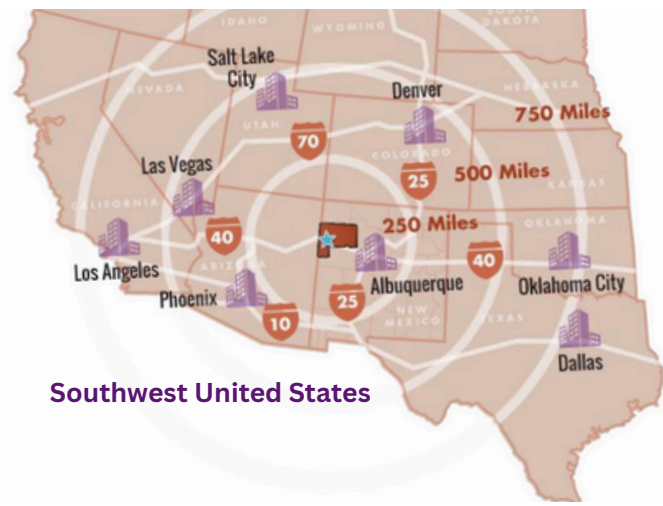 IDAHO
WYOMING
SOUTH
DAKOTA
Salt Lake
City
NEVADA
Denver
NEBRASKA
750 Miles
UTAH
70
COLORADO
Las Vegas
25
500 Miles
KANSAS
CALIFORNIA
250 Miles
OKLAHOMA
40
40
Los Angeles
ARIZONA
Albuquerque
Oklahoma City
Phoenix
25
10
NEW
MEXICO
TEXAS
Dallas
Southwest United States